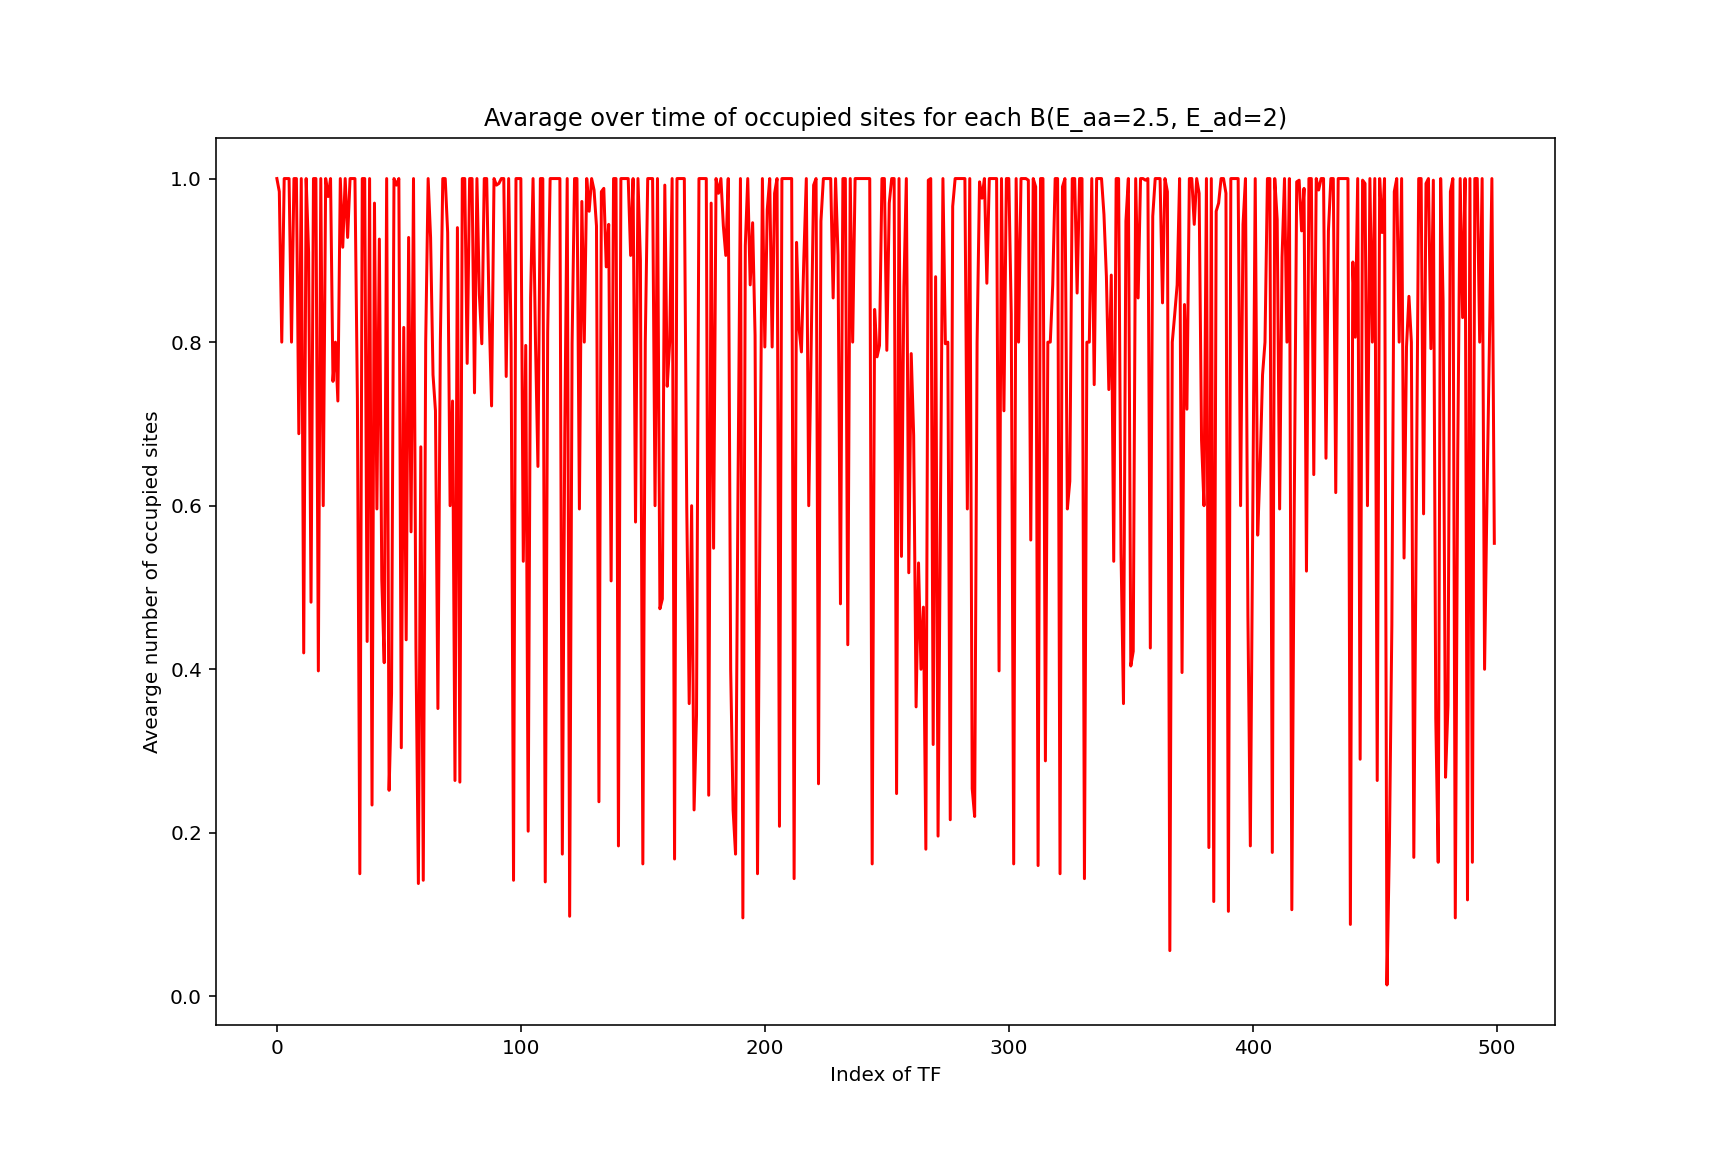 Avarage over time of occupied sites for each B(E_aa=2.5, E_ad=2)
1.0
0.8
0.6
0.4
0.2
0.0
Avearge number of occupied sites
0 100 200 300 400 500
Index of TF